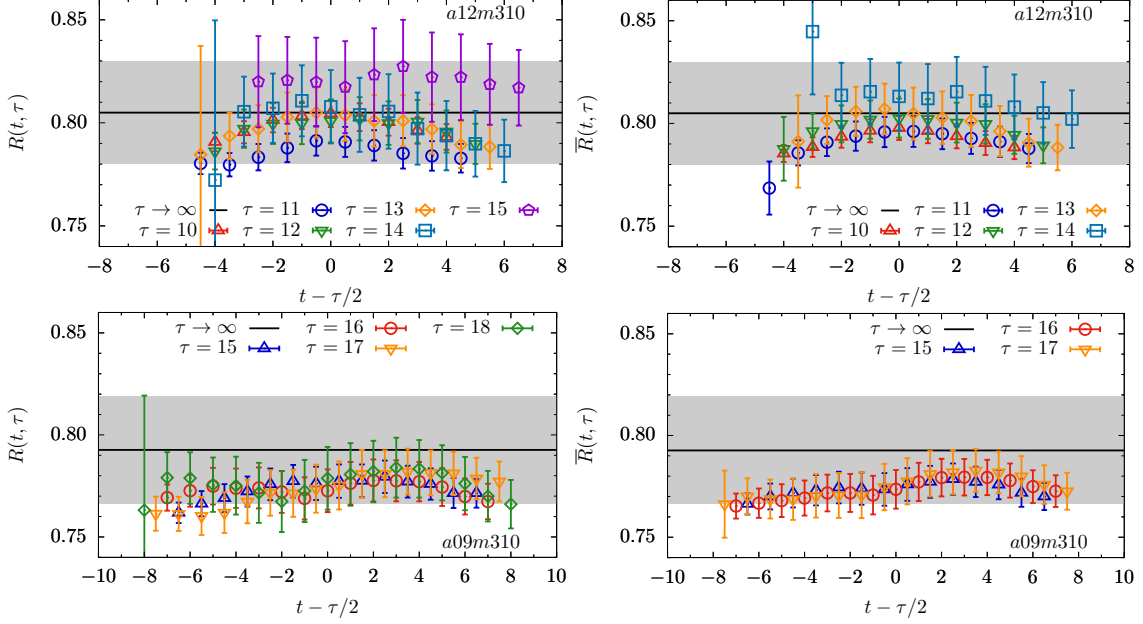 0.85
0.80
0.75
R(t, τ)
a12m310
τ → ∞ τ = 11 τ = 13 τ = 15
τ = 10 τ = 12 τ = 14
−8 −6 −4 −2 0 2 4 6 8
t − τ/2
0.85
0.80
0.75
R̅(t, τ)
a12m310
τ → ∞ τ = 11 τ = 13
τ = 10 τ = 12 τ = 14
−8 −6 −4 −2 0 2 4 6 8
t − τ/2
0.85
0.80
0.75
R(t, τ)
τ → ∞ τ = 16 τ = 18
τ = 15 τ = 17
a09m310
−10 −8 −6 −4 −2 0 2 4 6 8 10
t − τ/2
0.85
0.80
0.75
R̅(t, τ)
τ → ∞ τ = 16
τ = 15 τ = 17
a09m310
−10 −8 −6 −4 −2 0 2 4 6 8 10
t − τ/2